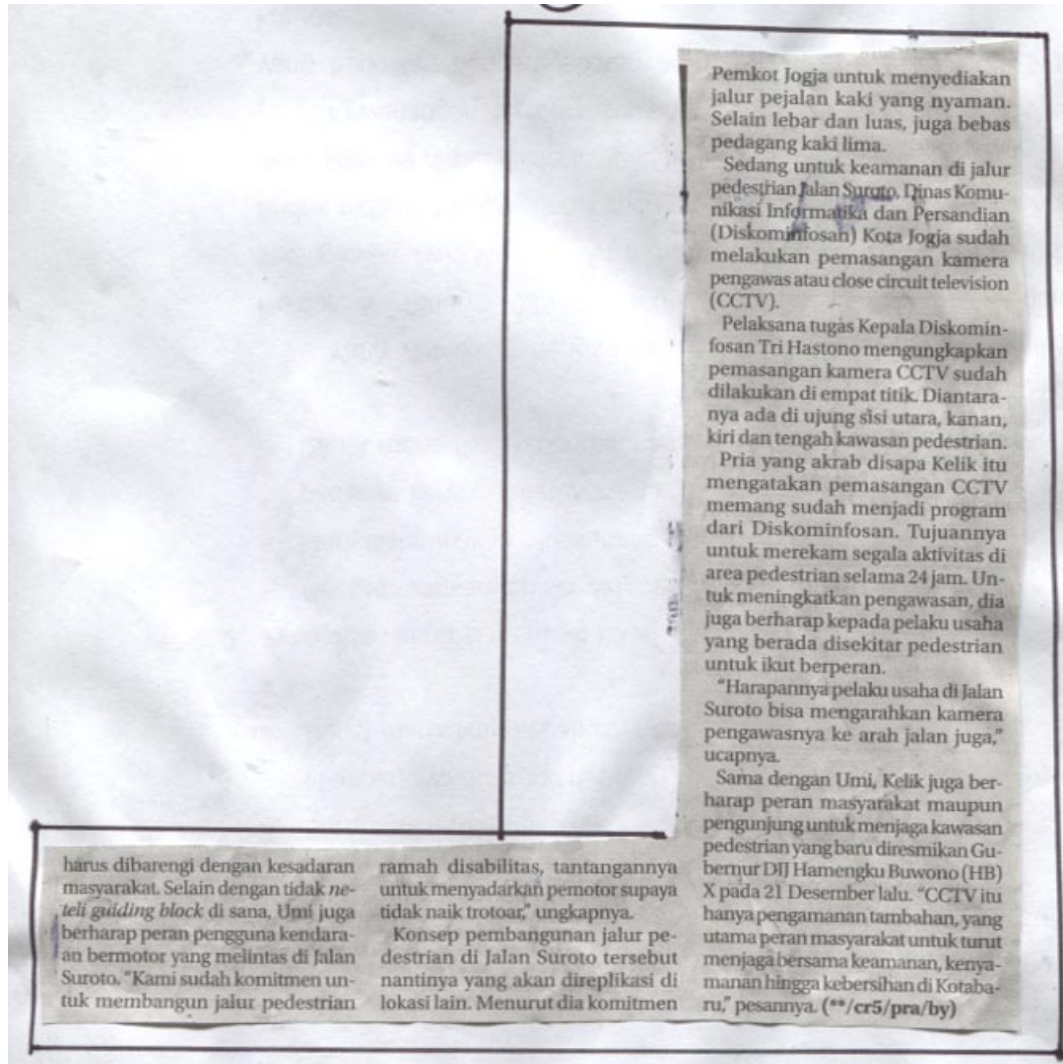 harus dibarengi dengan kesadaran
masyarakat. Selain dengan tidak ne-
teli guiding block di sana, Umi juga
berharap peran pengguna kendara-
an bermotor yang melintas di Jalan
Suroto. "Kami sudah komitmen un-
tuk membangun jalur pedestrian
ramah disabilitas, tantangannya
untuk menyadarkan pemotor supaya
tidak naik trotoar," ungkapnya.
Konsep pembangunan jalur pe-
destrian di Jalan Suroto tersebut
nantinya yang akan direplikasi di
lokasi lain. Menurut dia komitmen
Pemkot Jogja untuk menyediakan
jalur pejalan kaki yang nyaman.
Selain lebar dan luas, juga bebas
pedagang kaki lima.
Sedang untuk keamanan di jalur
pedestrian Jalan Suroto, Dinas Komu-
nikasi Informatika dan Persandian
(Diskominfosan) Kota Jogja sudah
melakukan pemasangan kamera
pengawas atau close circuit television
(CCTV).
Pelaksana tugas Kepala Diskomin-
fosan Tri Hastono mengungkapkan
pemasangan kamera CCTV sudah
dilakukan di empat titik. Diantara-
nya ada di ujung sisi utara, kanan,
kiri dan tengah kawasan pedestrian.
Pria yang akrab disapa Kelik itu
mengatakan pemasangan CCTV
memang sudah menjadi program
dari Diskominfosan. Tujuannya
untuk merekam segala aktivitas di
area pedestrian selama 24 jam. Un-
tuk meningkatkan pengawasan, dia
juga berharap kepada pelaku usaha
yang berada disekitar pedestrian
untuk ikut berperan.
"Harapannya pelaku usaha di Jalan
Suroto bisa mengarahkan kamera
pengawasnya ke arah jalan juga,"
ucapnya.
Sama dengan Umi, Kelik juga ber-
harap peran masyarakat maupun
pengunjung untuk menjaga kawasan
pedestrian yang baru diresmikan Gu-
bernur DIJ Hamengku Buwono (HB)
X pada 21 Desember lalu. "CCTV itu
hanya pengamanan tambahan, yang
utama peran masyarakat untuk turut
menjaga bersama keamanan, kenya-
manan hingga kebersihan di Kotaba-
ru," pesannya. (**/cr5/pra/by)